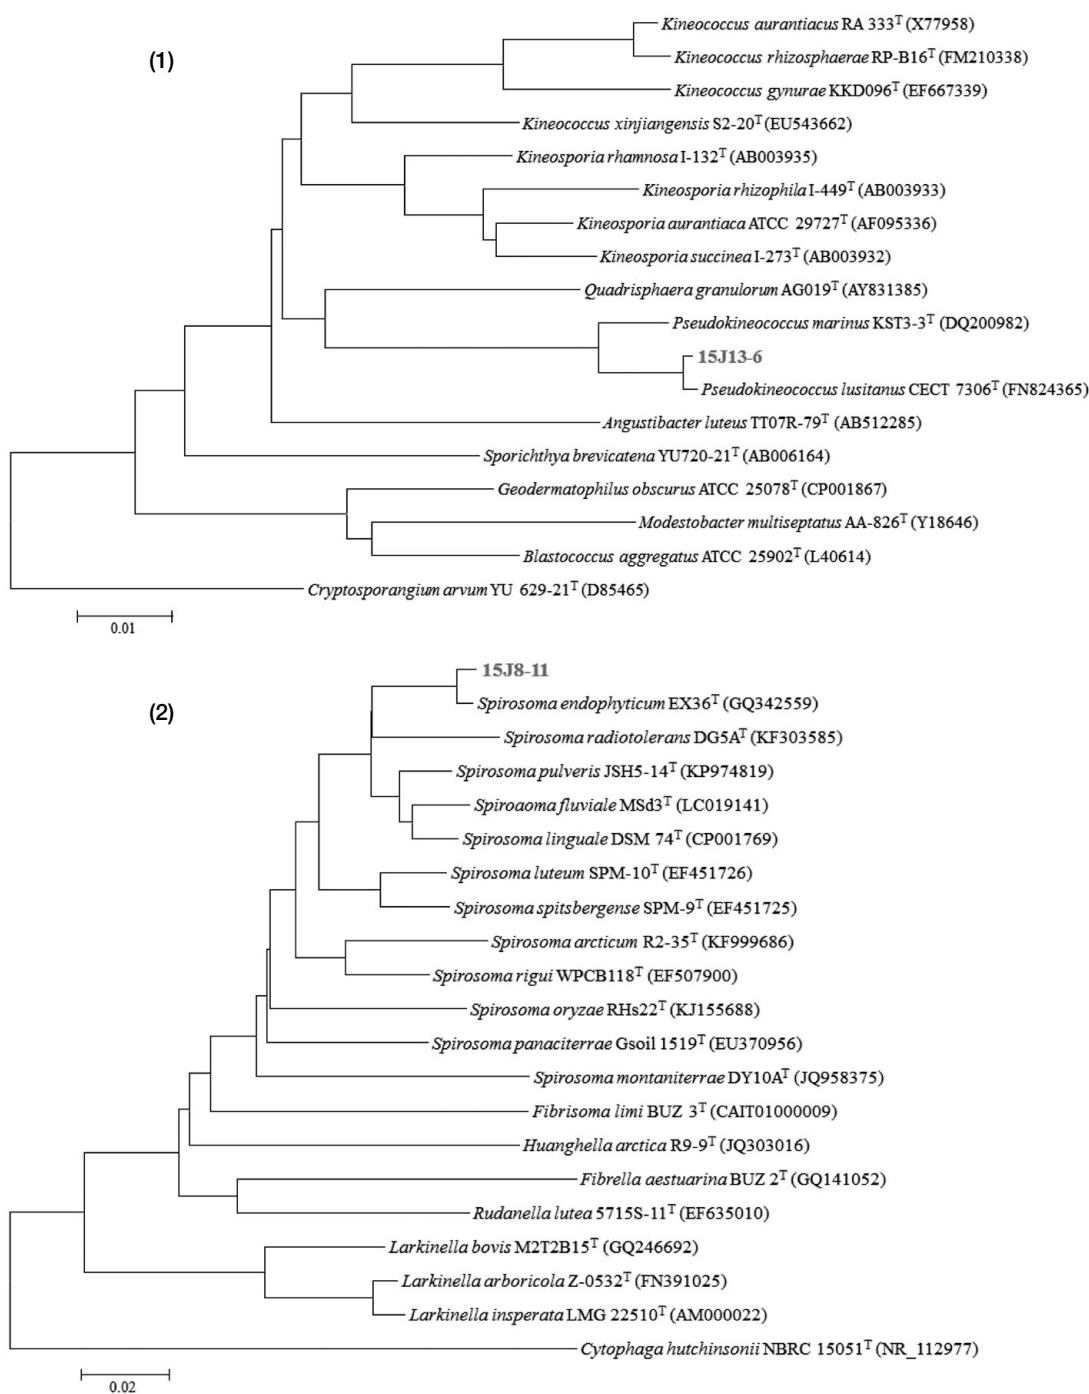 (1)
Kineococcus aurantiacus RA 333ᵀ (X77958)
Kineococcus rhizosphaerae RP-B16ᵀ (FM210338)
Kineococcus gynurae KKD096ᵀ (EF667339)
Kineococcus xinjiangensis S2-20ᵀ (EU543662)
Kineosporia rhamnosa I-132ᵀ (AB003935)
Kineosporia rhizophila I-449ᵀ (AB003933)
Kineosporia aurantiaca ATCC 29727ᵀ (AF095336)
Kineosporia succinea I-273ᵀ (AB003932)
Quadrisphaera granulorum AG019ᵀ (AY831385)
Pseudokineococcus marinus KST3-3ᵀ (DQ200982)
15J13-6
Pseudokineococcus lusitanus CECT 7306ᵀ (FN824365)
Angustibacter luteus TT07R-79ᵀ (AB512285)
Sporichthya brevicatena YU720-21ᵀ (AB006164)
Geodermatophilus obscurus ATCC 25078ᵀ (CP001867)
Modestobacter multiseptatus AA-826ᵀ (Y18646)
Blastococcus aggregatus ATCC 25902ᵀ (L40614)
Cryptosporangium arvum YU 629-21ᵀ (D85465)
0.01
(2)
15J8-11
Spirosoma endophyticum EX36ᵀ (GQ342559)
Spirosoma radiotolerans DG5Aᵀ (KF303585)
Spirosoma pulveris JSH5-14ᵀ (KP974819)
Spiroaoma fluviale MSd3ᵀ (LC019141)
Spirosoma linguale DSM 74ᵀ (CP001769)
Spirosoma luteum SPM-10ᵀ (EF451726)
Spirosoma spitsbergense SPM-9ᵀ (EF451725)
Spirosoma arcticum R2-35ᵀ (KF999686)
Spirosoma rigui WPCB118ᵀ (EF507900)
Spirosoma oryzae RHs22ᵀ (KJ155688)
Spirosoma panaciterrae Gsoil 1519ᵀ (EU370956)
Spirosoma montaniterrae DY10Aᵀ (JQ958375)
Fibrisoma limi BUZ 3ᵀ (CAIT01000009)
Huanghella arctica R9-9ᵀ (JQ303016)
Fibrella aestuarina BUZ 2ᵀ (GQ141052)
Rudanella lutea 5715S-11ᵀ (EF635010)
Larkinella bovis M2T2B15ᵀ (GQ246692)
Larkinella arboricola Z-0532ᵀ (FN391025)
Larkinella insperata LMG 22510ᵀ (AM000022)
Cytophaga hutchinsonii NBRC 15051ᵀ (NR_112977)
0.02